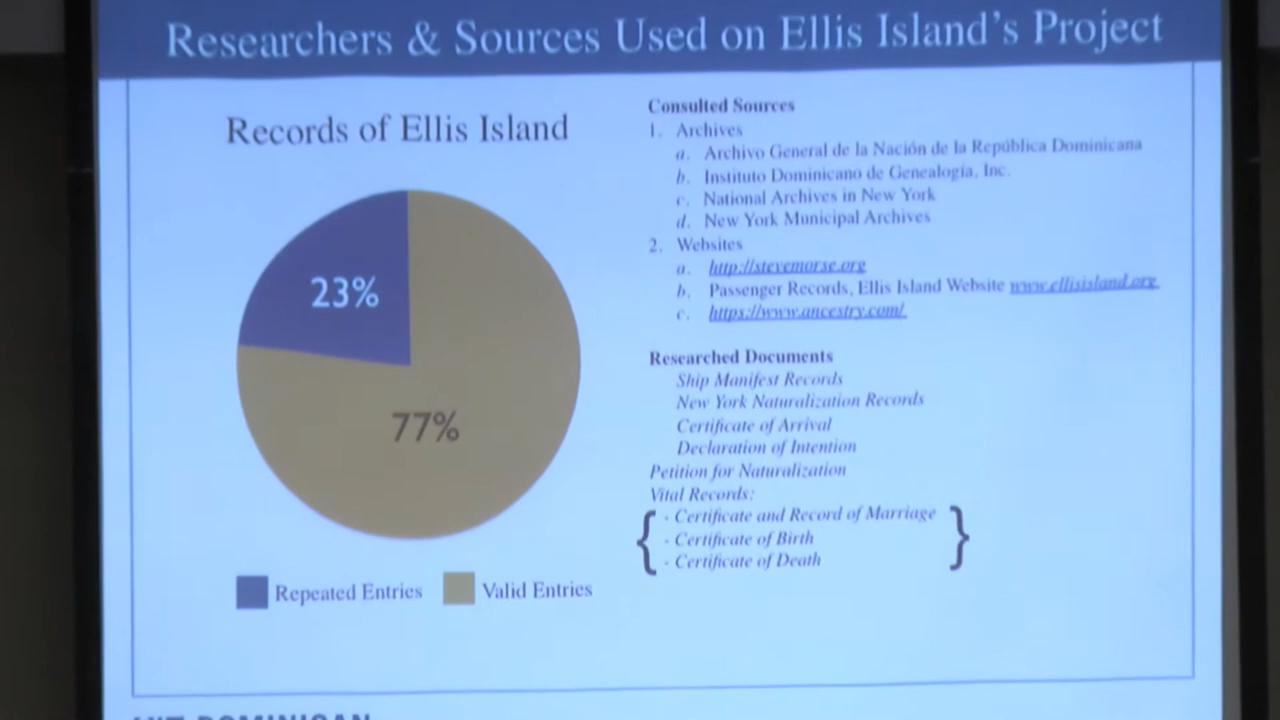 Researchers & Sources Used on Ellis Island's Project
Records of Ellis Island
23%
77%
Repeated Entries
Valid Entries
Consulted Sources
1. Archives
a. Archivo General de la Nación de la República Dominicana
b. Instituto Dominicano de Genealogía, Inc.
c. National Archives in New York
d. New York Municipal Archives
2. Websites
a. http://stevemorse.org
b. Passenger Records, Ellis Island Website www.ellisisland.org
c. https://www.ancestry.com/
Researched Documents
Ship Manifest Records
New York Naturalization Records
Certificate of Arrival
Declaration of Intention
Petition for Naturalization
Vital Records:
{ - Certificate and Record of Marriage }
- Certificate of Birth
- Certificate of Death
DOMINICAN